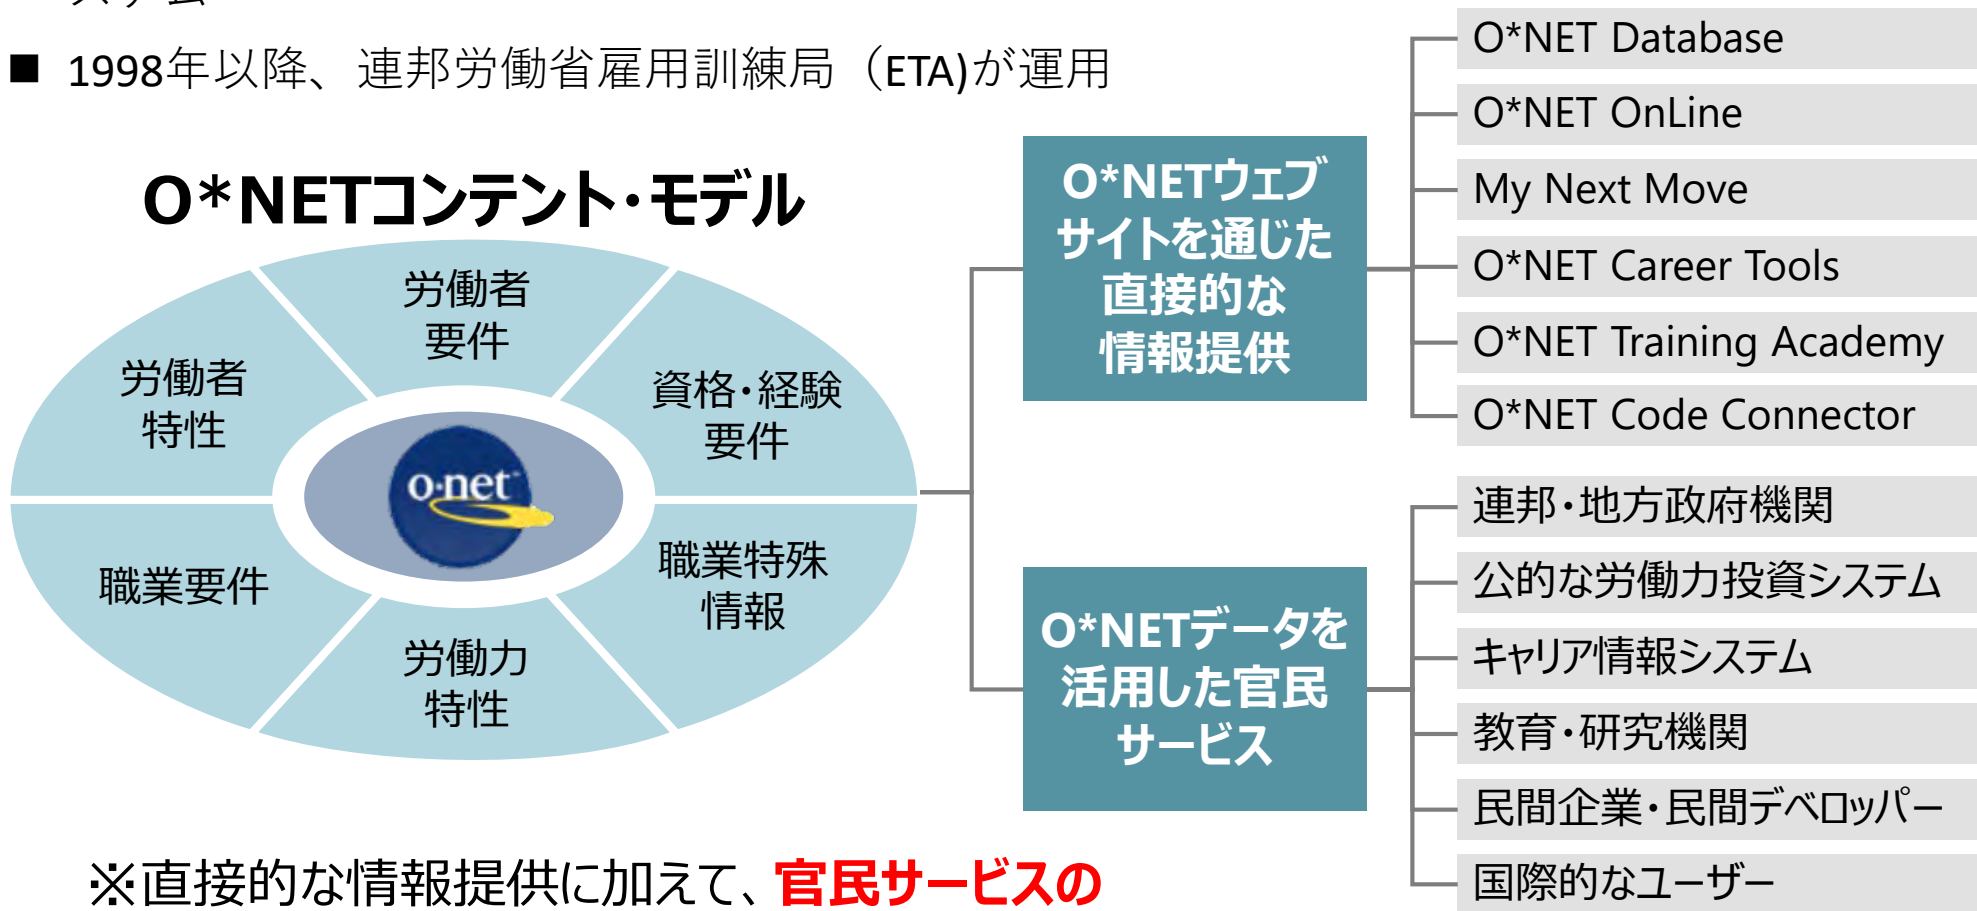 ■ 1998年以降、連邦労働省雇用訓練局（ETA)が運用
O*NETコンテント・モデル
労働者
要件
労働者
特性
資格・経験
要件
o·net
職業要件
職業特殊
情報
労働力
特性
O*NETウェブ
サイトを通じた
直接的な
情報提供
O*NET Database
O*NET OnLine
My Next Move
O*NET Career Tools
O*NET Training Academy
O*NET Code Connector
O*NETデータを
活用した官民
サービス
連邦・地方政府機関
公的な労働力投資システム
キャリア情報システム
教育・研究機関
民間企業・民間デベロッパー
国際的なユーザー
※直接的な情報提供に加えて、官民サービスの